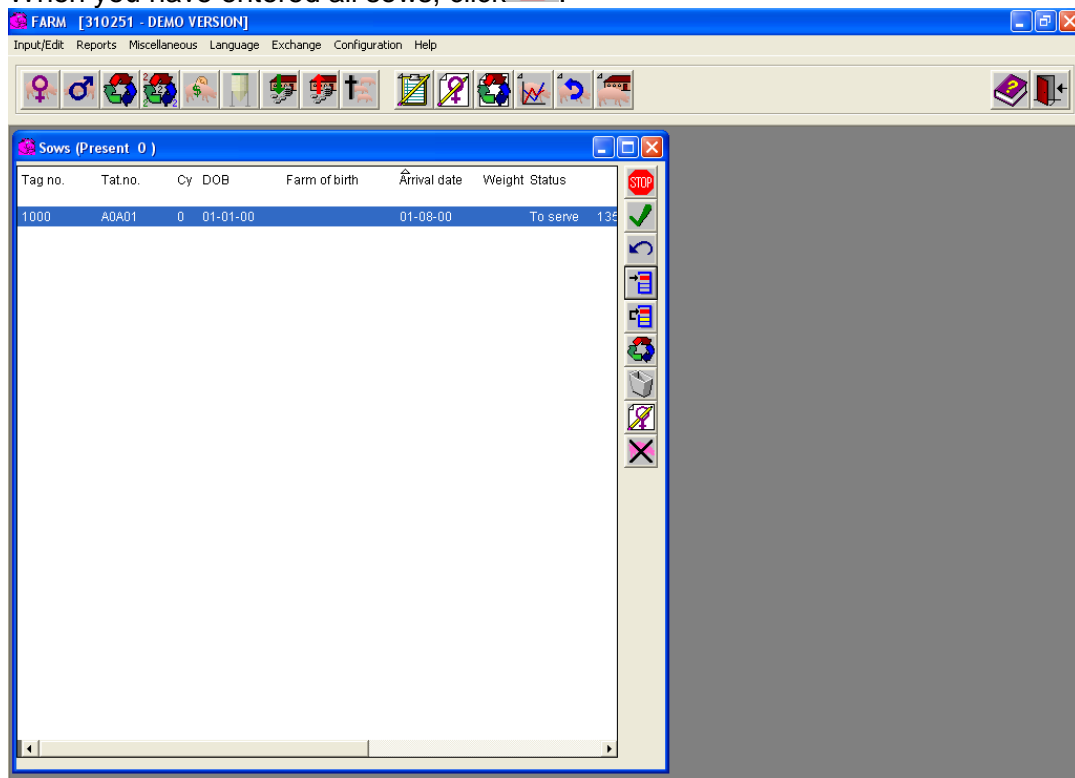 When you have entered all sows, click .
FARM [310251 - DEMO VERSION]
Input/Edit Reports Miscellaneous Language Exchange Configuration Help
Sows (Present 0 )
Tag no. Tat.no. Cy DOB Farm of birth Arrival date Weight Status
STOP
1000 A0A01 0 01-01-00 01-08-00 To serve 135